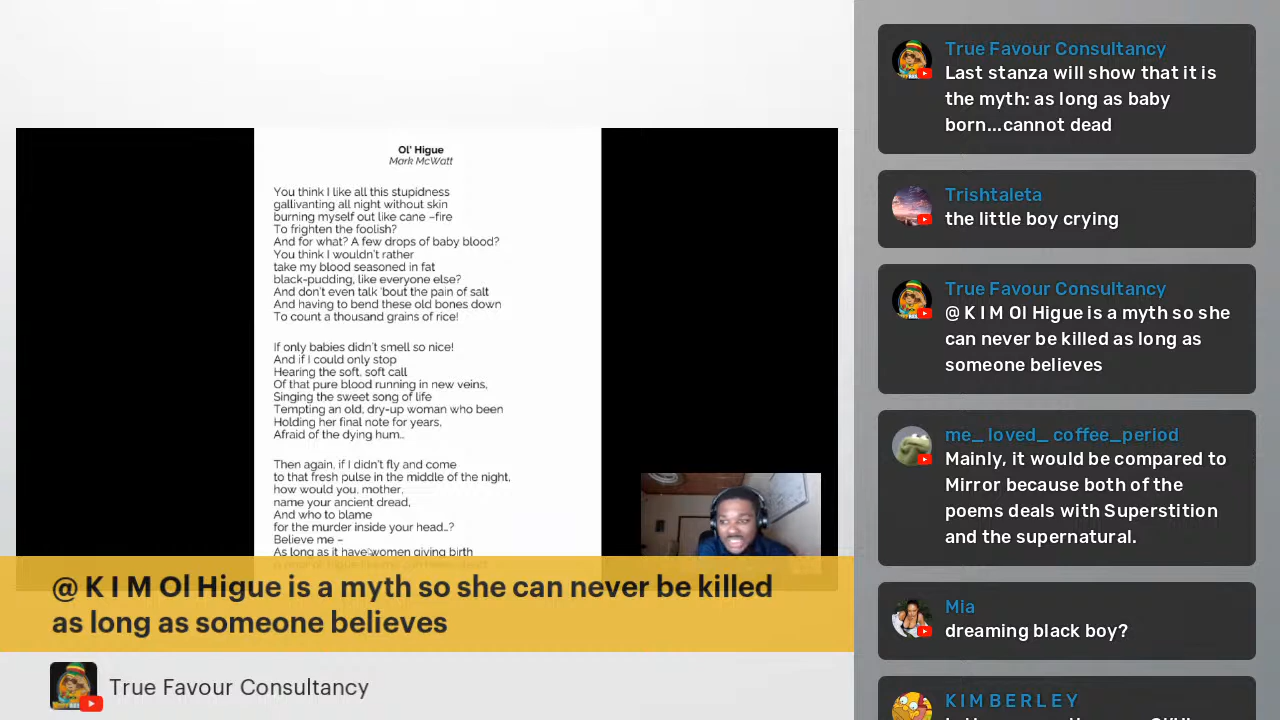 Ol' Higue
Mark McWatt
You think I like all this stupidness
gallivanting all night without skin
burning myself out like cane –fire
To frighten the foolish?
And for what? A few drops of baby blood?
You think I wouldn't rather
take my blood seasoned in fat
black-pudding, like everyone else?
And don't even talk 'bout the pain of salt
And having to bend these old bones down
To count a thousand grains of rice!
If only babies didn't smell so nice!
And if I could only stop
Hearing the soft, soft call
Of that pure blood running in new veins,
Singing the sweet song of life
Tempting an old, dry-up woman who been
Holding her final note for years,
Afraid of the dying hum...
Then again, if I didn't fly and come
to that fresh pulse in the middle of the night,
how would you, mother,
name your ancient dread,
And who to blame
for the murder inside your head...?
Believe me –
As long as it have women giving birth
@ K I M Ol Higue is a myth so she can never be killed
as long as someone believes
True Favour Consultancy
True Favour Consultancy
Last stanza will show that it is
the myth: as long as baby
born...cannot dead
Trishtaleta
the little boy crying
True Favour Consultancy
@ K I M Ol Higue is a myth so she
can never be killed as long as
someone believes
me_ loved_ coffee_period
Mainly, it would be compared to
Mirror because both of the
poems deals with Superstition
and the supernatural.
Mia
dreaming black boy?
K I M B E R L E Y